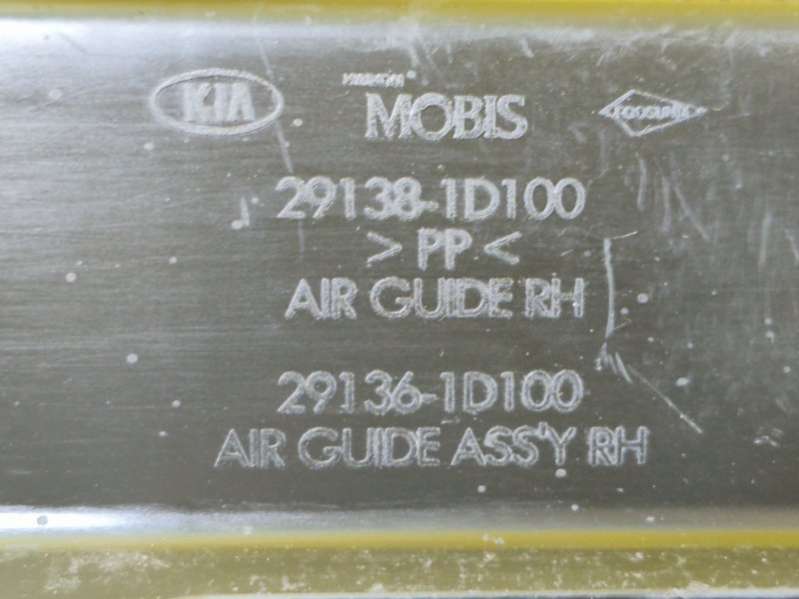 KIA MOBIS
29138-1D100
> PP <
AIR GUIDE RH
29136-1D100
AIR GUIDE ASS'Y RH